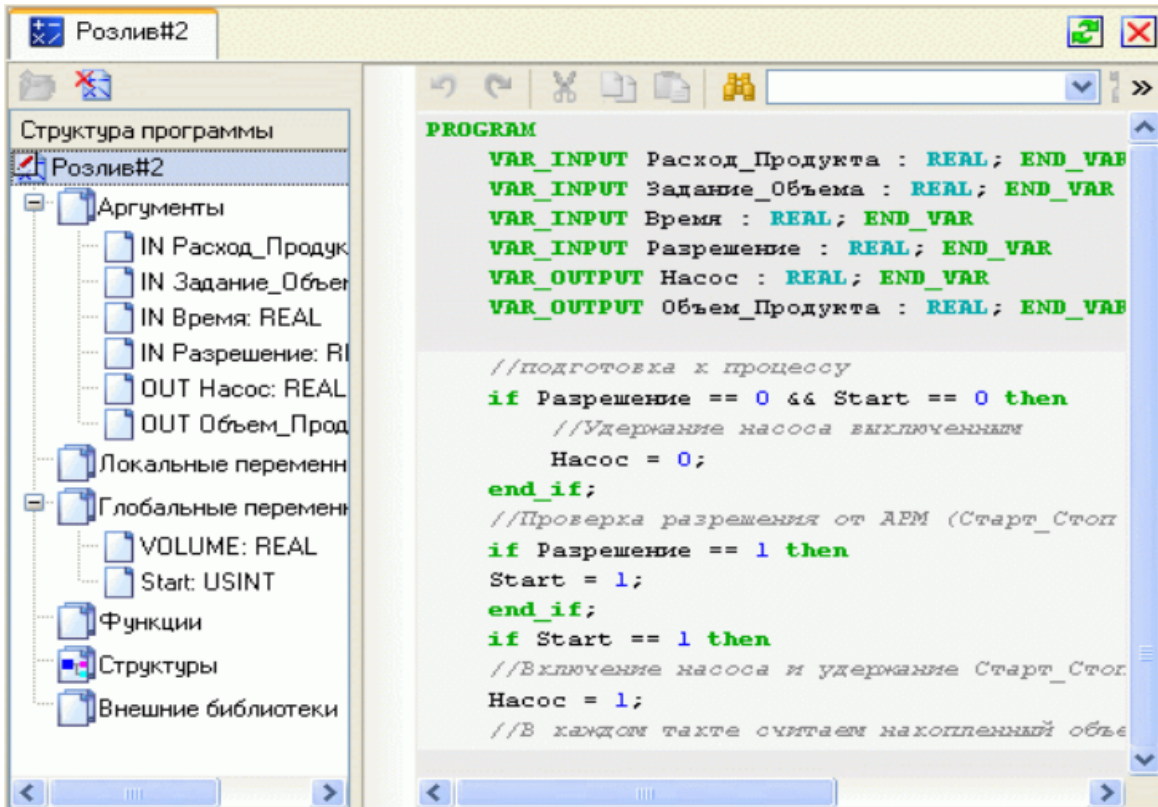 Розлив#2
Структура программы
Розлив#2
Аргументы
IN Расход_Продук
IN Задание_Объем
IN Время: REAL
IN Разрешение: RE
OUT Насос: REAL
OUT Объем_Прод
Локальные переменн
Глобальные перемен
VOLUME: REAL
Start: USINT
Функции
Структуры
Внешние библиотеки
PROGRAM
VAR_INPUT Расход_Продукта : REAL; END_VAR
VAR_INPUT Задание_Объема : REAL; END_VAR
VAR_INPUT Время : REAL; END_VAR
VAR_INPUT Разрешение : REAL; END_VAR
VAR_OUTPUT Насос : REAL; END_VAR
VAR_OUTPUT Объем_Продукта : REAL; END_VAR
//подготовка к процессу
if Разрешение == 0 && Start == 0 then
//Удержание насоса выключенным
Насос = 0;
end_if;
//Проверка разрешения от АРМ (Старт_Стоп
if Разрешение == 1 then
Start = 1;
end_if;
if Start == 1 then
//Включение насоса и удержание Старт_Стоп
Насос = 1;
//В каждом такте считаем накопленный объе